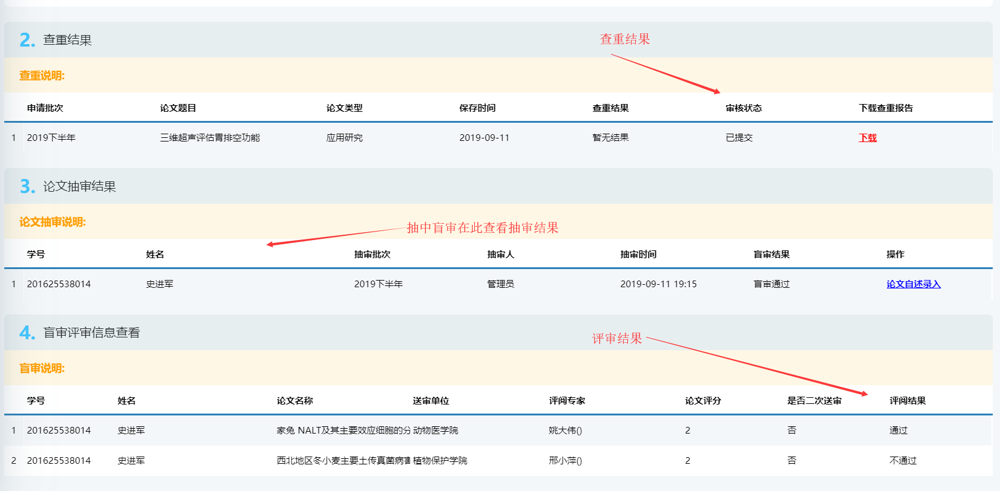 2. 查重结果
查重结果
查重说明:
申请批次 论文题目 论文类型 保存时间 查重结果 审核状态 下载查重报告
1 2019下半年 三维超声评估胃排空功能 应用研究 2019-09-11 暂无结果 已提交 下载
3. 论文抽审结果
论文抽审说明:
抽中盲审在此查看抽审结果
学号 姓名 抽审批次 抽审人 抽审时间 盲审结果 操作
1 201625538014 史进军 2019下半年 管理员 2019-09-11 19:15 盲审通过 论文自述录入
4. 盲审评审信息查看
评审结果
盲审说明:
学号 姓名 论文名称 送审单位 评阅专家 论文评分 是否二次送审 评阅结果
1 201625538014 史进军 家兔 NALT及其主要效应细胞的分 动物医学院 姚大伟() 2 否 通过
2 201625538014 史进军 西北地区冬小麦主要土传真菌病害 植物保护学院 邢小萍() 2 否 不通过